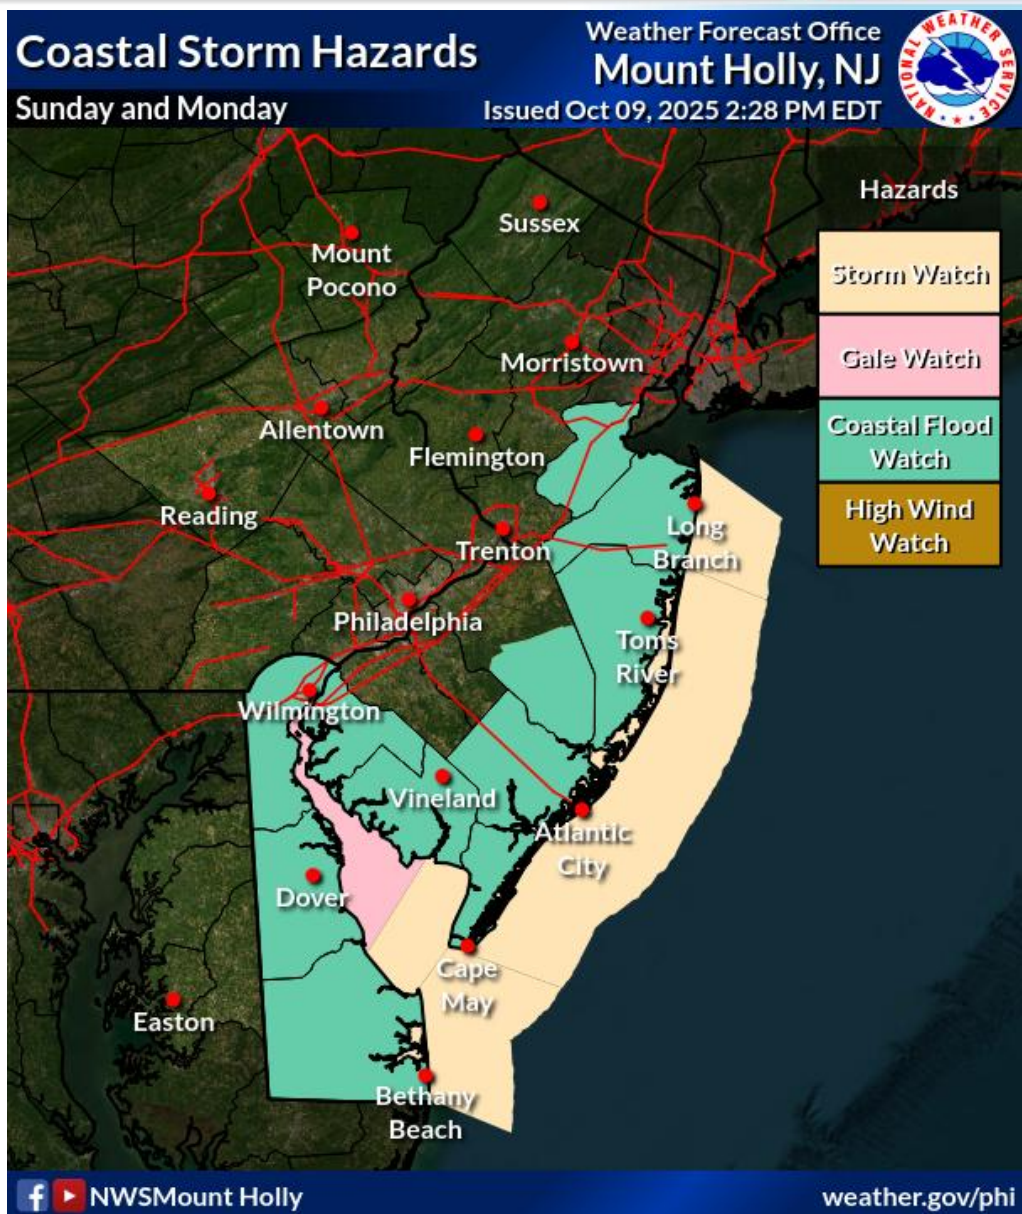 Coastal Storm Hazards
Sunday and Monday
Weather Forecast Office
Mount Holly, NJ
Issued Oct 09, 2025 2:28 PM EDT
NATIONAL WEATHER SERVICE
Hazards
Storm Watch
Gale Watch
Coastal Flood
Watch
High Wind
Watch
Sussex
Mount
Pocono
Morristown
Allentown
Flemington
Reading
Long
Branch
Trenton
Philadelphia
Toms
River
Wilmington
Vineland
Atlantic
City
Dover
Cape
May
Easton
Bethany
Beach
NWSMount Holly
weather.gov/phi